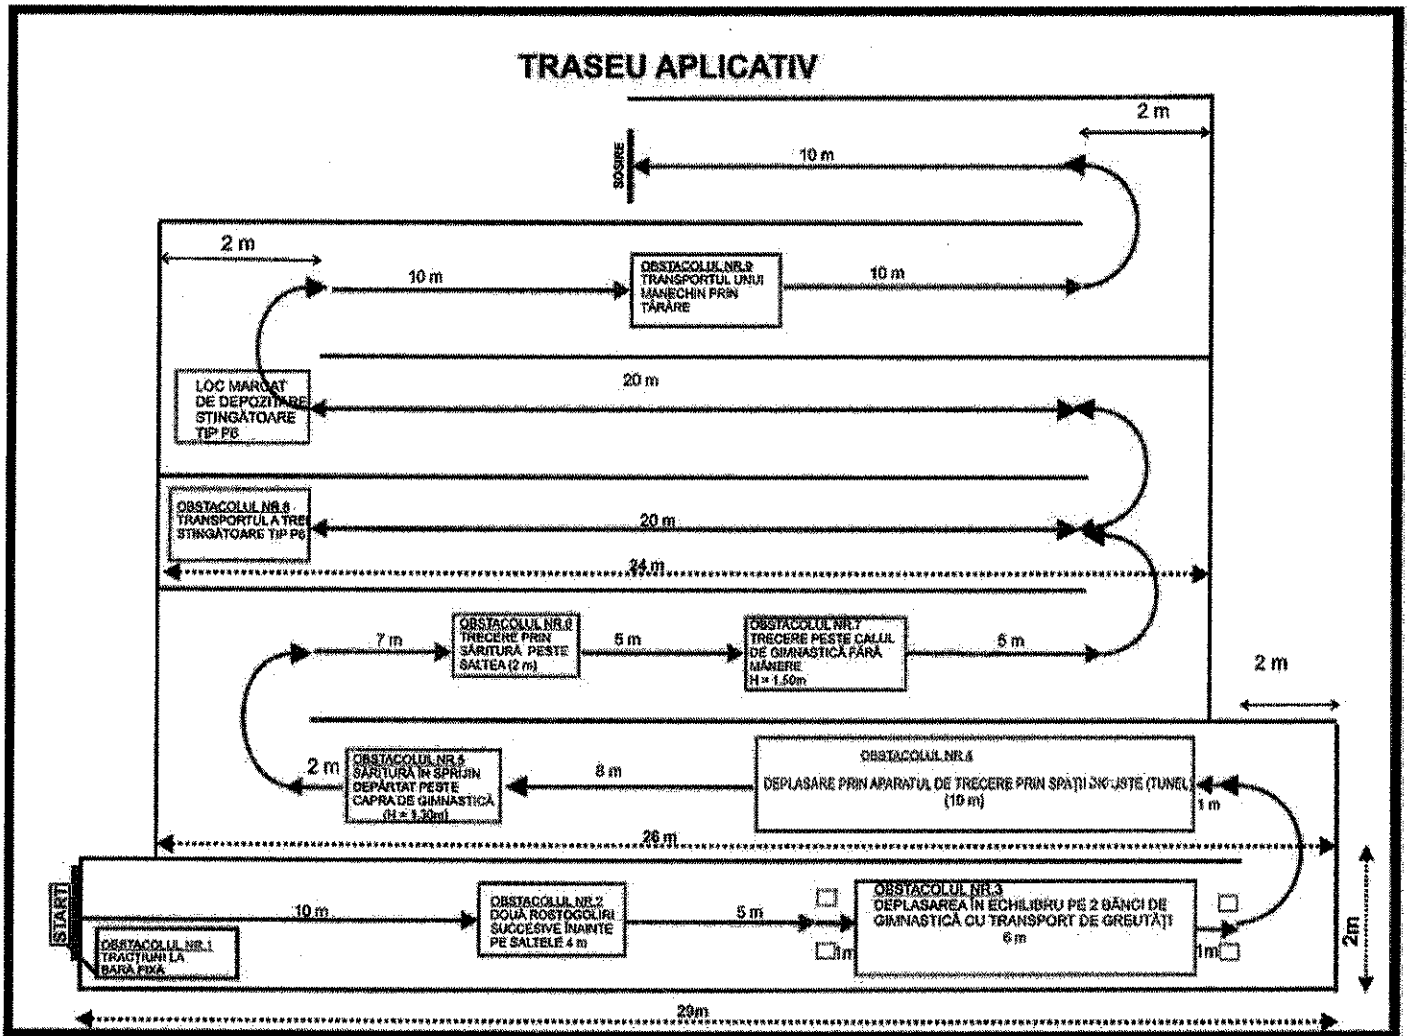 TRASEU APLICATIV
2 m
10 m
SOSIRE
2 m
10 m
OBSTACOLUL NR.9
TRANSPORTUL UNUI
MANECHIN PRIN
TÂRÂRE
10 m
LOC MARCAT
DE DEPOZITARE
STINGĂTOARE
TIP P6
20 m
OBSTACOLUL NR.8
TRANSPORTUL A TREI
STINGĂTOARE TIP P6
20 m
24 m
7 m
OBSTACOLUL NR.6
TRECERE PRIN
SĂRITURĂ PESTE
SALTEA (2 m)
5 m
OBSTACOLUL NR.7
TRECERE PESTE CALUL
DE GIMNASTICĂ FĂRĂ
MÂNERE
H = 1.50m
5 m
2 m
2 m
OBSTACOLUL NR.5
SĂRITURĂ ÎN SPRIJIN
DEPĂRTAT PESTE
CAPRA DE GIMNASTICĂ
(H = 1.30m)
8 m
OBSTACOLUL NR.4
DEPLASARE PRIN APARATUL DE TRECERE PRIN SPAȚII ÎNGUSTE (TUNEL)
(10 m)
1 m
26 m
START
OBSTACOLUL NR.1
TRACȚIUNI LA
BARĂ FIXĂ
10 m
OBSTACOLUL NR.2
DOUĂ ROSTOGOLIRI
SUCCESIVE ÎNAINTE
PE SALTELE 4 m
5 m
1m
OBSTACOLUL NR.3
DEPLASAREA ÎN ECHILIBRU PE 2 BĂNCI DE
GIMNASTICĂ CU TRANSPORT DE GREUTĂȚI
6 m
1m
2m
29m